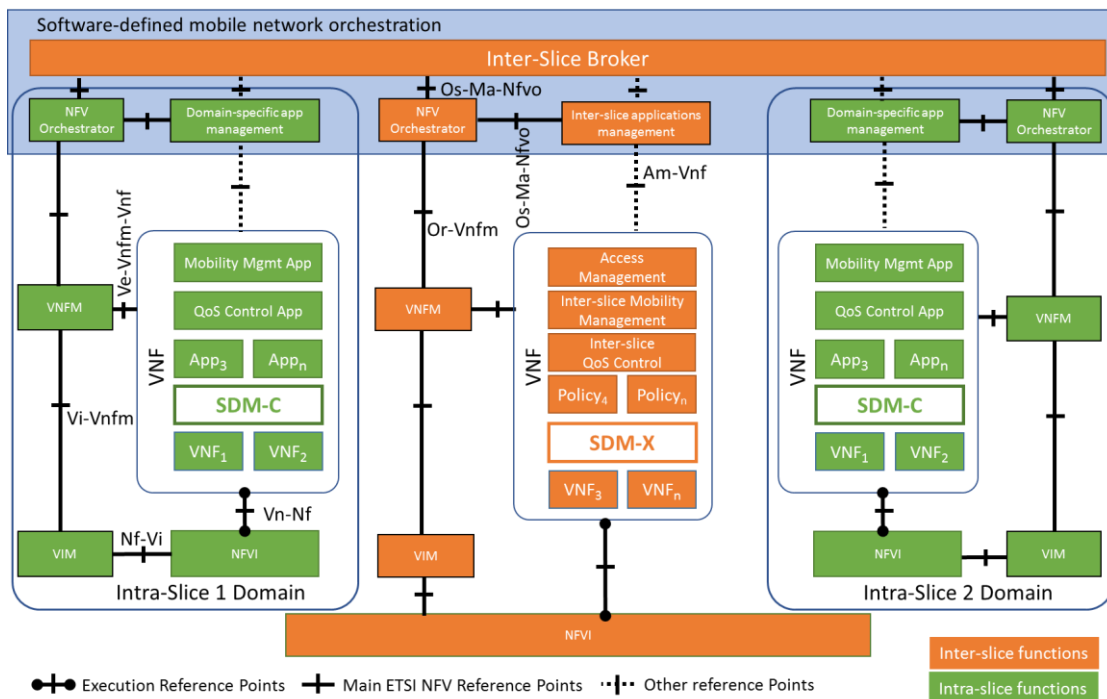 Software-defined mobile network orchestration
Inter-Slice Broker
Os-Ma-Nfvo
NFV
Orchestrator
Domain-specific app
management
NFV
Orchestrator
Inter-slice applications
management
Domain-specific app
management
NFV
Orchestrator
Os-Ma-Nfvo
Am-Vnf
Ve-Vnfm-Vnf
Or-Vnfm
VNFM
VNF
Mobility Mgmt App
QoS Control App
App3
Appn
SDM-C
VNF1
VNF2
Vi-Vnfm
Vn-Nf
Nf-Vi
VIM
NFVI
Intra-Slice 1 Domain
VNFM
VNF
Access
Management
Inter-slice Mobility
Management
Inter-slice
QoS Control
Policy4
Policyn
SDM-X
VNF3
VNFn
VIM
NFVI
VNF
Mobility Mgmt App
QoS Control App
App3
Appn
SDM-C
VNF1
VNF2
VNFM
NFVI
VIM
Intra-Slice 2 Domain
Execution Reference Points
Main ETSI NFV Reference Points
Other reference Points
Inter-slice functions
Intra-slice functions